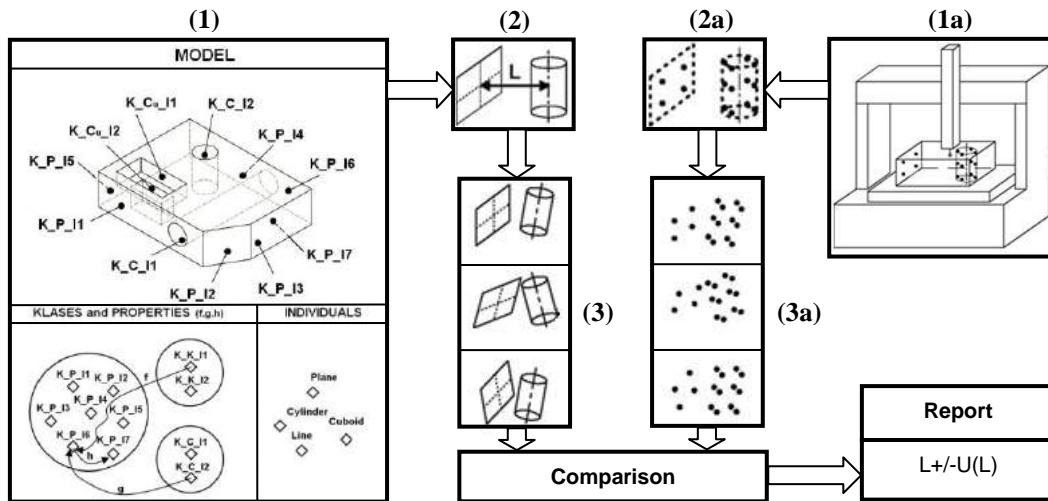 (1)
(2)
(2a)
(1a)
MODEL
K_Cu_I1
K_C_I2
K_Cu_I2
K_P_I4
K_P_I5
K_P_I6
K_P_I1
K_P_I7
K_C_I1
K_P_I2
K_P_I3
L
(3)
(3a)
KLASES and PROPERTIES (f,g,h)
INDIVIDUALS
K_P_I1
K_P_I2
K_P_I4
K_P_I3
K_P_I5
K_P_I6
K_P_I7
f
h
g
K_K_I1
K_K_I2
K_C_I1
K_C_I2
Plane
Cylinder
Cuboid
Line
Comparison
Report
L+/-U(L)